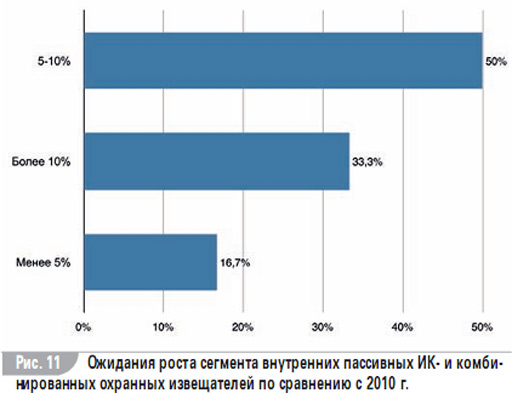 5-10%
50%
Более 10%
33,3%
Менее 5%
16,7%
0%
10%
20%
30%
40%
50%
Рис. 11 Ожидания роста сегмента внутренних пассивных ИК- и комби-
нированных охранных извещателей по сравнению с 2010 г.